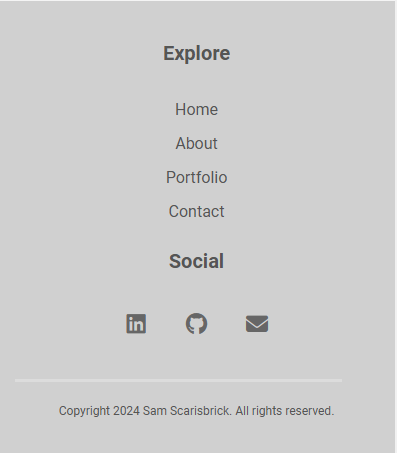 Explore
Home
About
Portfolio
Contact
Social
Copyright 2024 Sam Scarisbrick. All rights reserved.